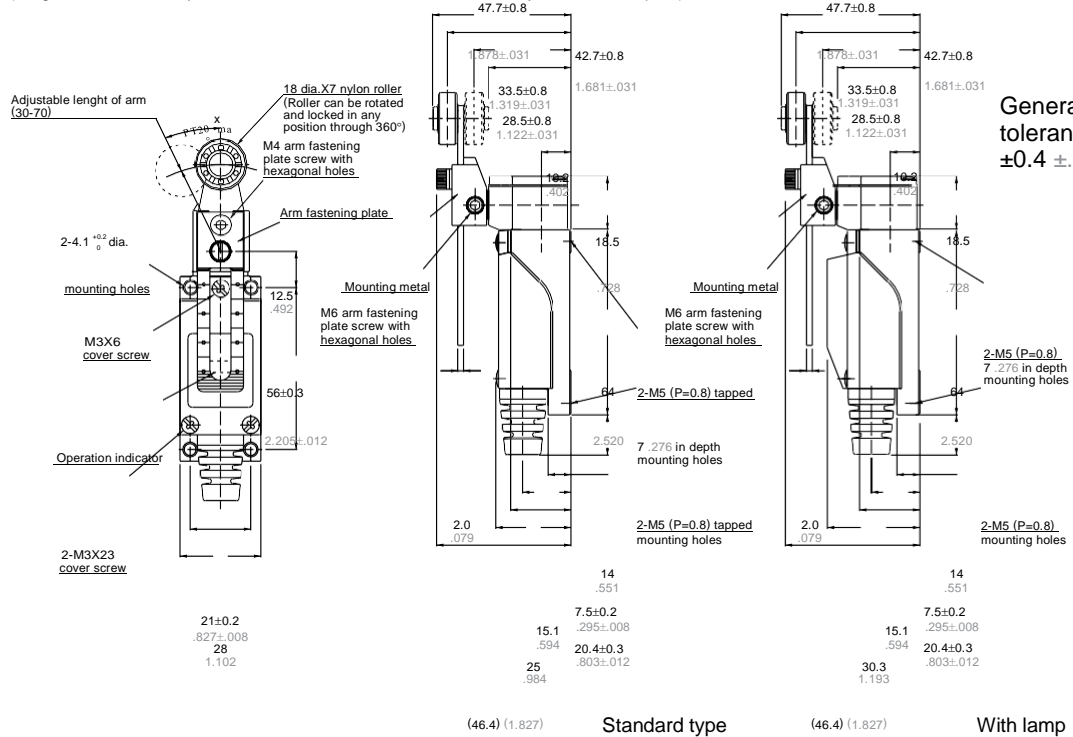 47.7±0.8
47.7±0.8
1.878±.031
42.7±0.8
1.878±.031
42.7±0.8
1.681±.031
1.681±.031
18 dia.X7 nylon roller
(Roller can be rotated
and locked in any
position through 360°)
33.5±0.8
1.319±.031
28.5±0.8
1.122±.031
33.5±0.8
1.319±.031
28.5±0.8
1.122±.031
Adjustable lenght of arm
(30-70)
x
PT20 ma
M4 arm fastening
plate screw with
hexagonal holes
10.2
.402
10.2
.402
±0.4
Arm fastening plate
2-4.1 +0.2 0 dia.
mounting holes
18.5
.728
18.5
.728
12.5
.492
Mounting metal
Mounting metal
M6 arm fastening
plate screw with
hexagonal holes
M6 arm fastening
plate screw with
hexagonal holes
M3X6
cover screw
2-M5 (P=0.8)
7 .276 in depth
mounting holes
56±0.3
2.205±.012
64
2.520
64
2.520
2-M5 (P=0.8) tapped
7 .276 in depth
mounting holes
Operation indicator
2.0
.079
2-M5 (P=0.8) tapped
mounting holes
2.0
.079
2-M5 (P=0.8)
mounting holes
2-M3X23
cover screw
14
.551
14
.551
21±0.2
.827±.008
28
1.102
7.5±0.2
.295±.008
15.1
.594
20.4±0.3
.803±.012
25
.984
7.5±0.2
.295±.008
15.1
.594
20.4±0.3
.803±.012
30.3
1.193
(46.4) (1.827)
Standard type
(46.4) (1.827)
With lamp